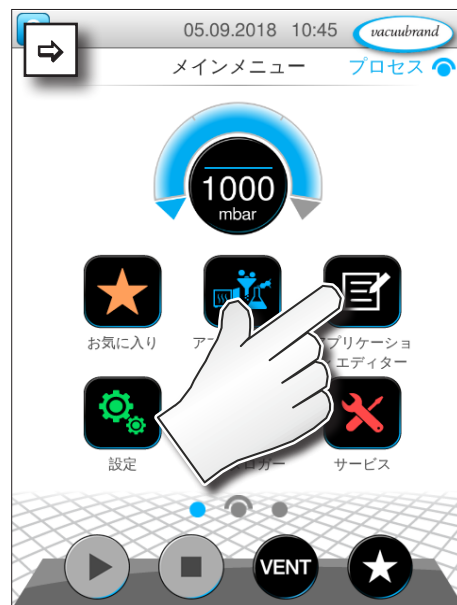 05.09.2018 10:45
vacuubrand
メインメニュー プロセス
1000
mbar
お気に入り
プリケーショ
エディター
設定
ロガー
サービス
VENT